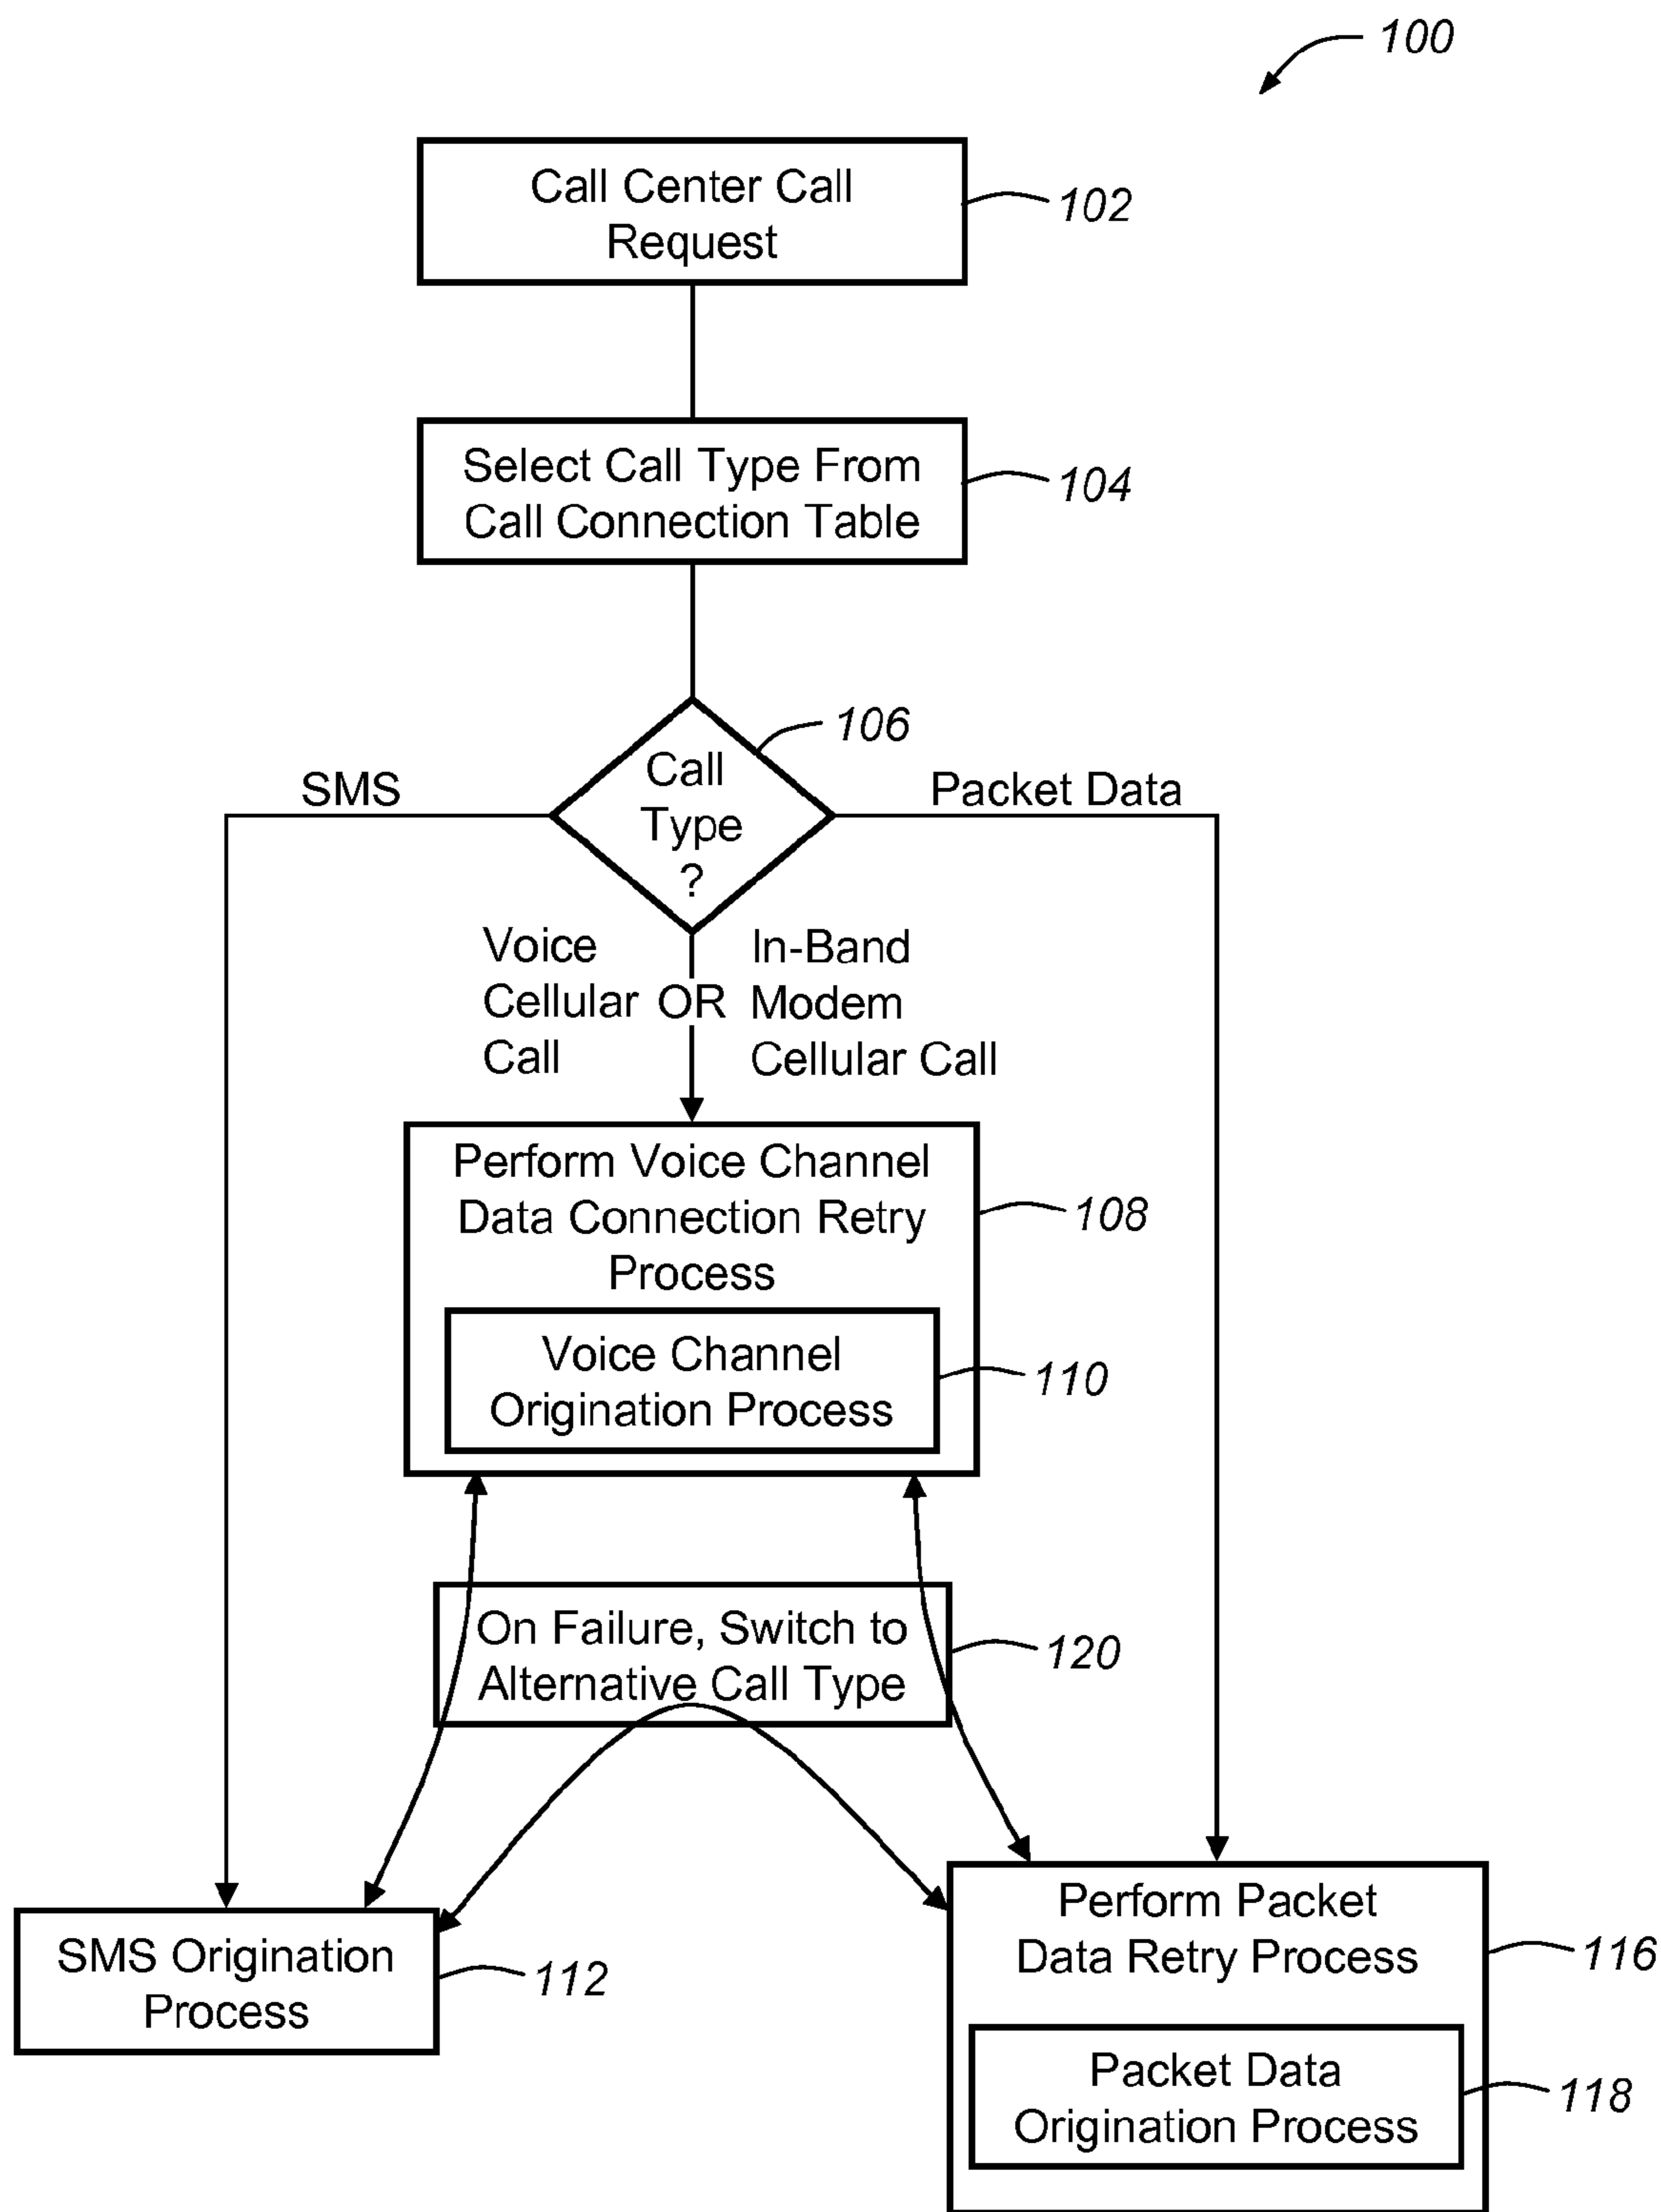 100
Call Center Call
Request
102
Select Call Type From
Call Connection Table
104
106
Call
Type
?
SMS
Packet Data
Voice
Cellular
Call
OR
In-Band
Modem
Cellular Call
Perform Voice Channel
Data Connection Retry
Process
108
Voice Channel
Origination Process
110
On Failure, Switch to
Alternative Call Type
120
SMS Origination
Process
112
Perform Packet
Data Retry Process
116
Packet Data
Origination Process
118